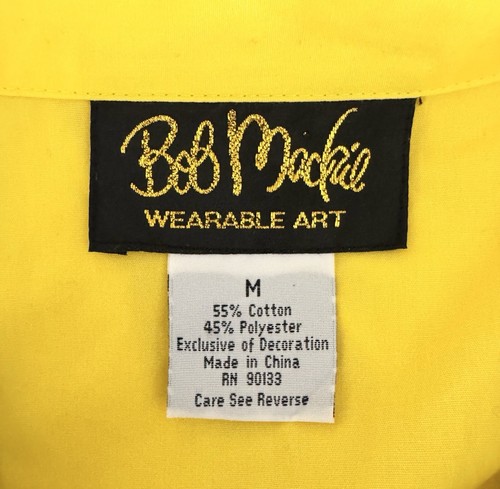 Bob Mackie
WEARABLE ART
M
55% Cotton
45% Polyester
Exclusive of Decoration
Made in China
RN 90133
Care See Reverse